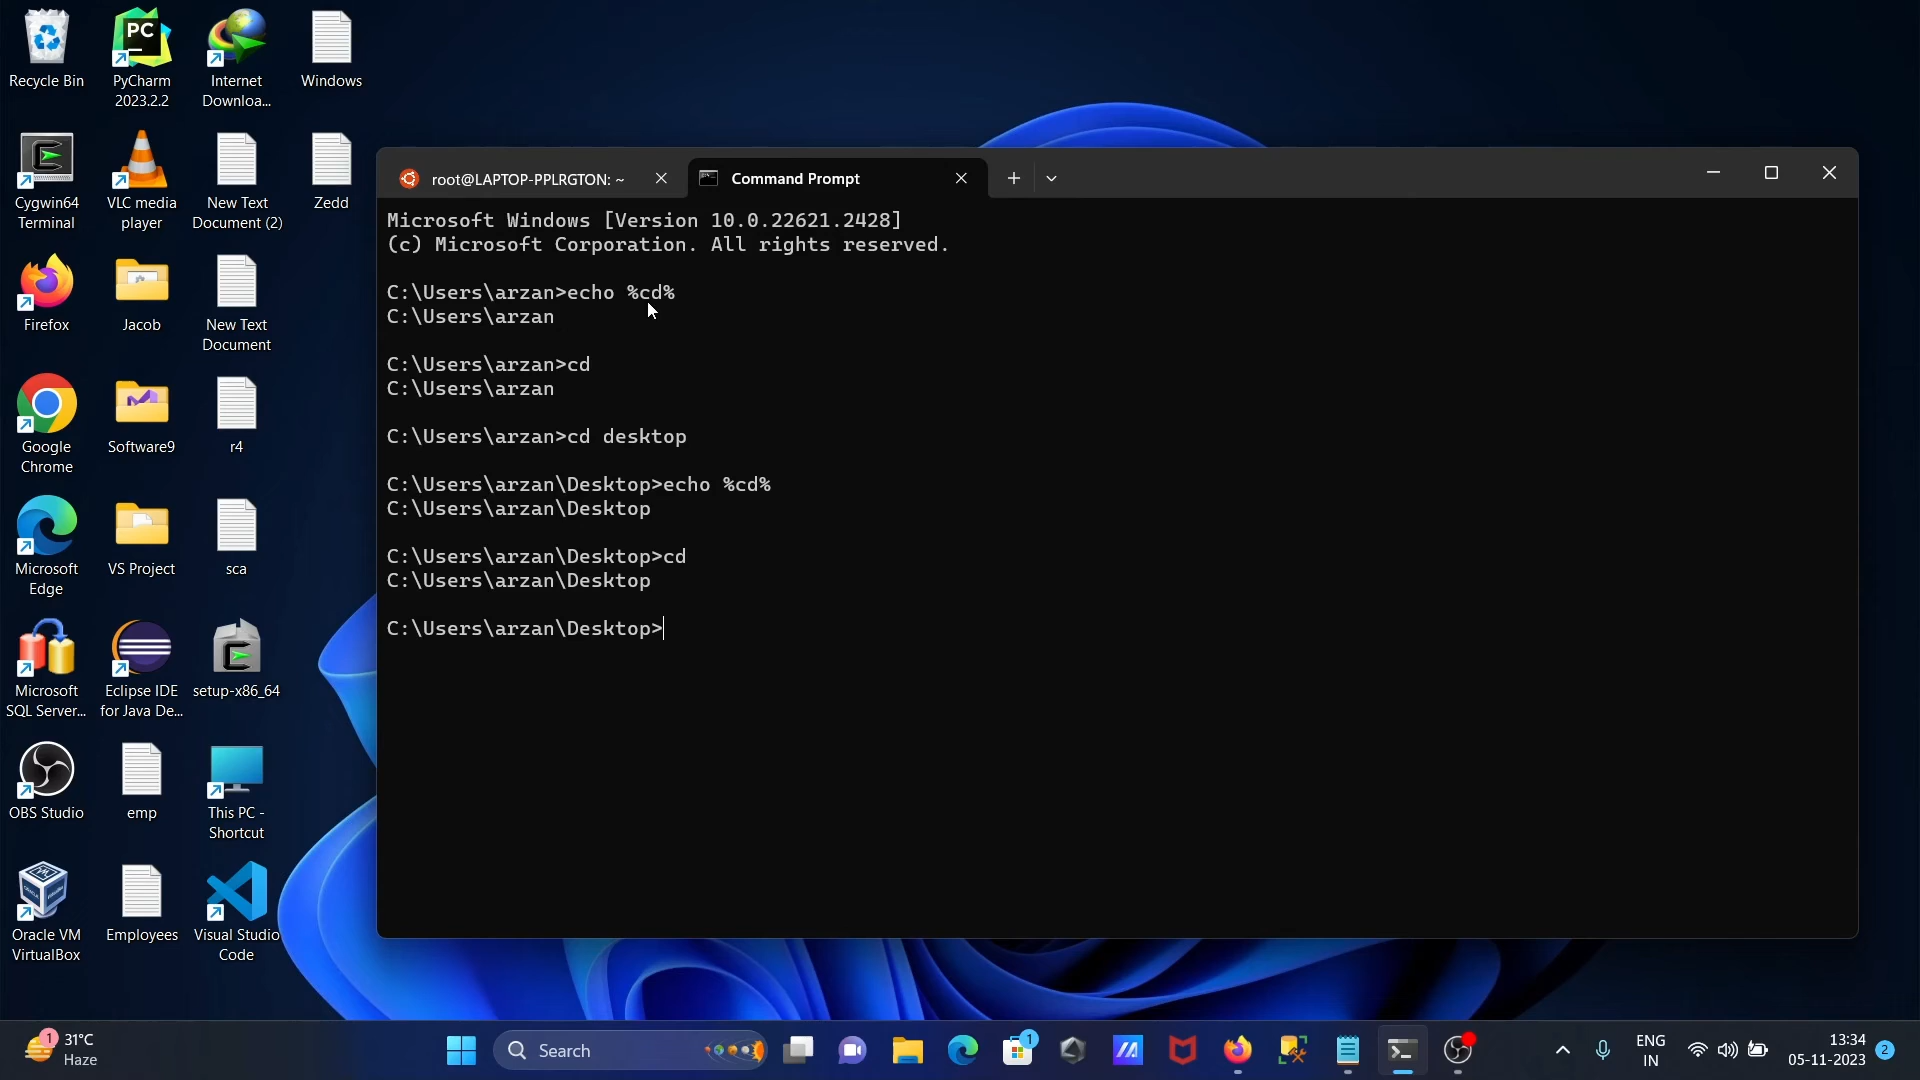 Recycle Bin
PyCharm
2023.2.2
Internet
Downloa...
Windows
Cygwin64
Terminal
VLC media
player
New Text
Document (2)
Zedd
Firefox
Jacob
New Text
Document
Google
Chrome
Software9
r4
Microsoft
Edge
VS Project
sca
Microsoft
SQL Server...
Eclipse IDE
for Java De...
setup-x86_64
OBS Studio
emp
This PC -
Shortcut
Oracle VM
VirtualBox
Employees
Visual Studio
Code
PC
root@LAPTOP-PPLRGTON: ~
Command Prompt
Microsoft Windows [Version 10.0.22621.2428]
(c) Microsoft Corporation. All rights reserved.
C:\Users\arzan>echo %cd%
C:\Users\arzan
C:\Users\arzan>cd
C:\Users\arzan
C:\Users\arzan>cd desktop
C:\Users\arzan\Desktop>echo %cd%
C:\Users\arzan\Desktop
C:\Users\arzan\Desktop>cd
C:\Users\arzan\Desktop
C:\Users\arzan\Desktop>
1
31°C
Haze
Search
1
ENG
IN
13:34
05-11-2023
2